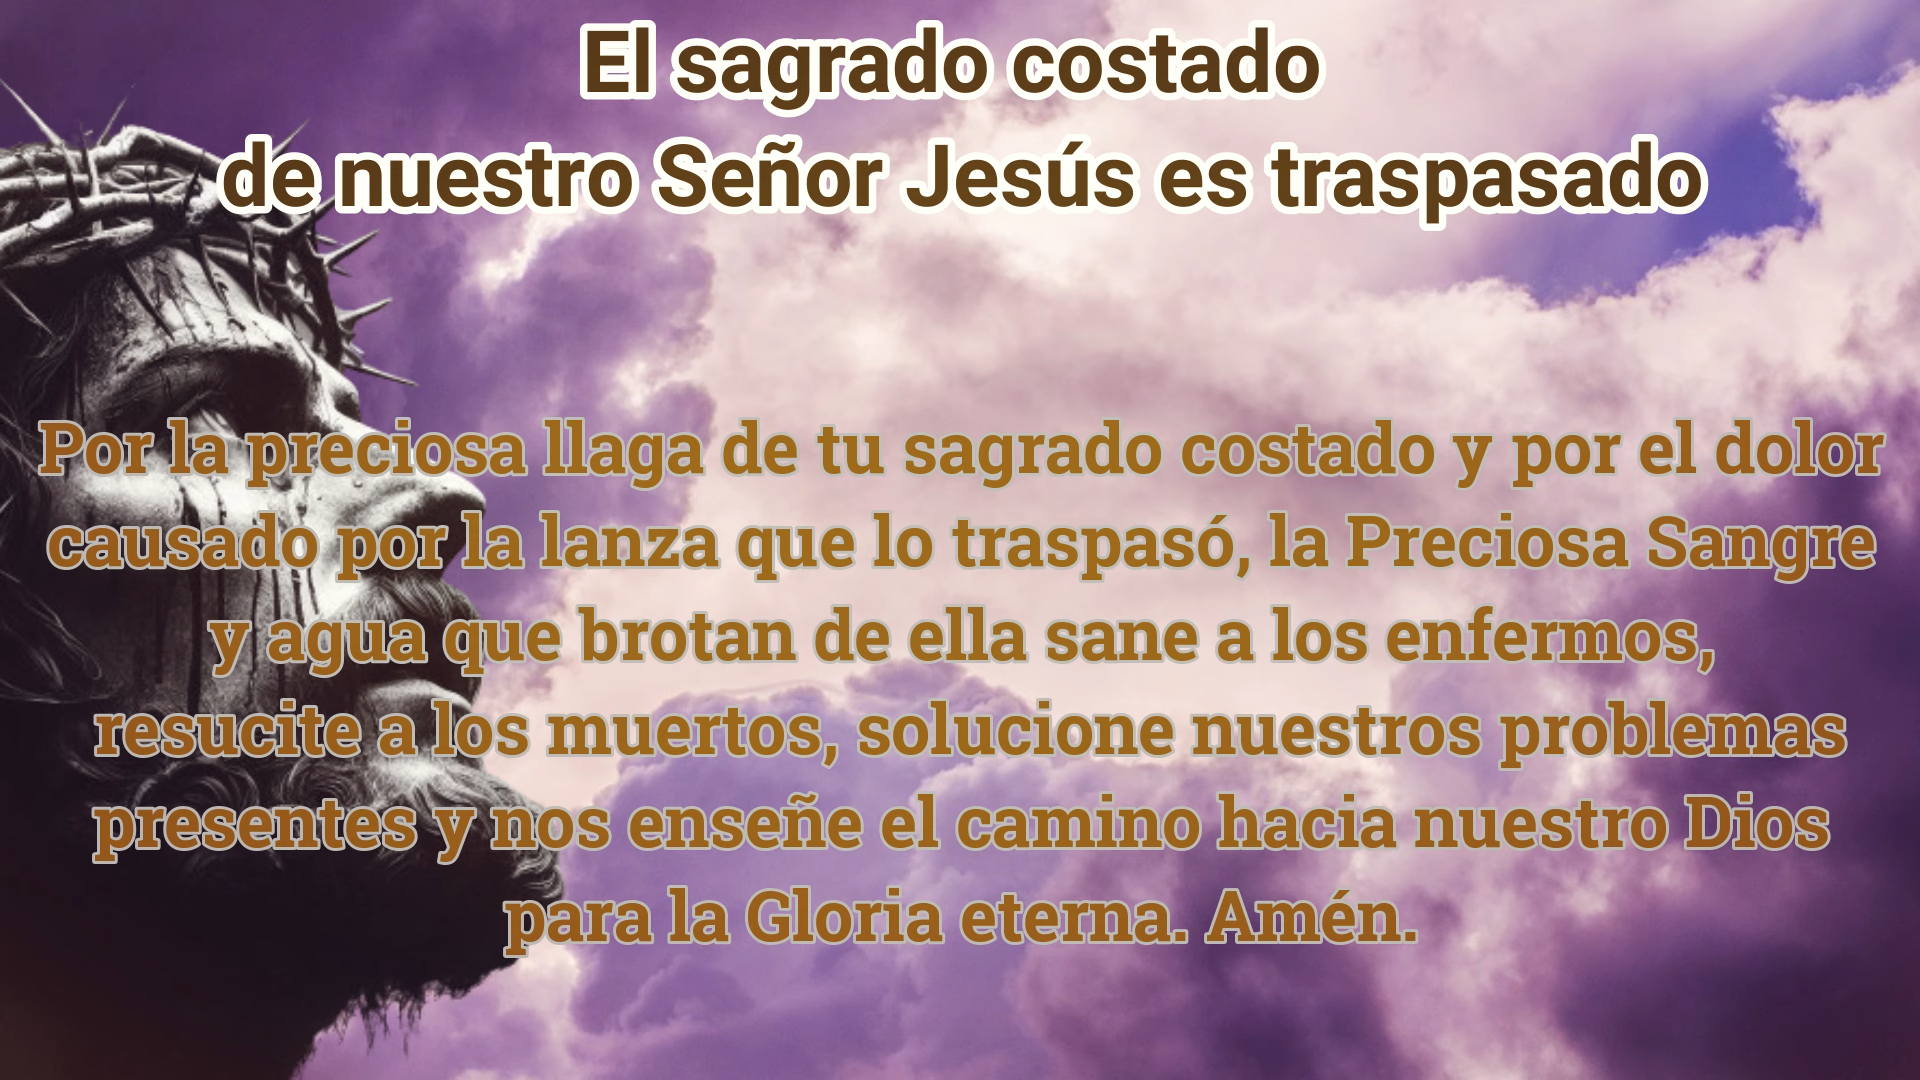 El sagrado costado
de nuestro Señor Jesús es traspasado
Por la preciosa llaga de tu sagrado costado y por el dolor
causado por la lanza que lo traspasó, la Preciosa Sangre
y agua que brotan de ella sane a los enfermos,
resucite a los muertos, solucione nuestros problemas
presentes y nos enseñe el camino hacia nuestro Dios
para la Gloria eterna. Amén.